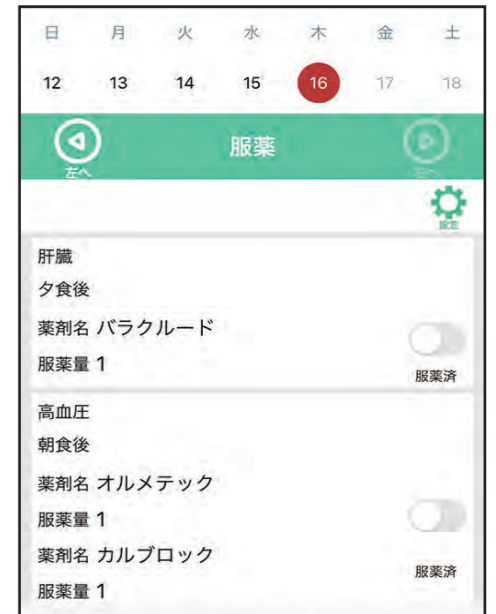 日 月 火 水 木 金 土
12 13 14 15 16 17 18
左へ
服薬
設定
肝臓
夕食後
薬剤名 バラクルード
服薬量 1
服薬済
高血圧
朝食後
薬剤名 オルメテック
服薬量 1
薬剤名 カルブロック
服薬済
服薬量 1